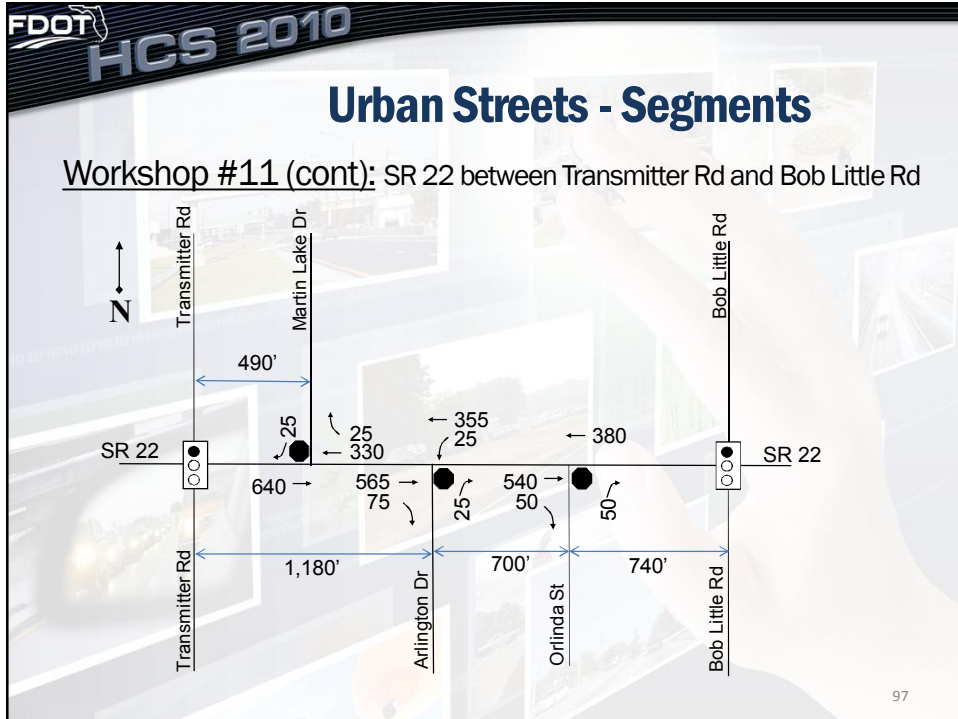 FDOT
HCS 2010
Urban Streets - Segments
Workshop #11 (cont): SR 22 between Transmitter Rd and Bob Little Rd
Transmitter Rd
Martin Lake Dr
Bob Little Rd
N
490'
25
25
330
355
25
380
SR 22
SR 22
640
565
75
25
540
50
50
1,180'
700'
740'
Transmitter Rd
Arlington Dr
Orlinda St
Bob Little Rd
97